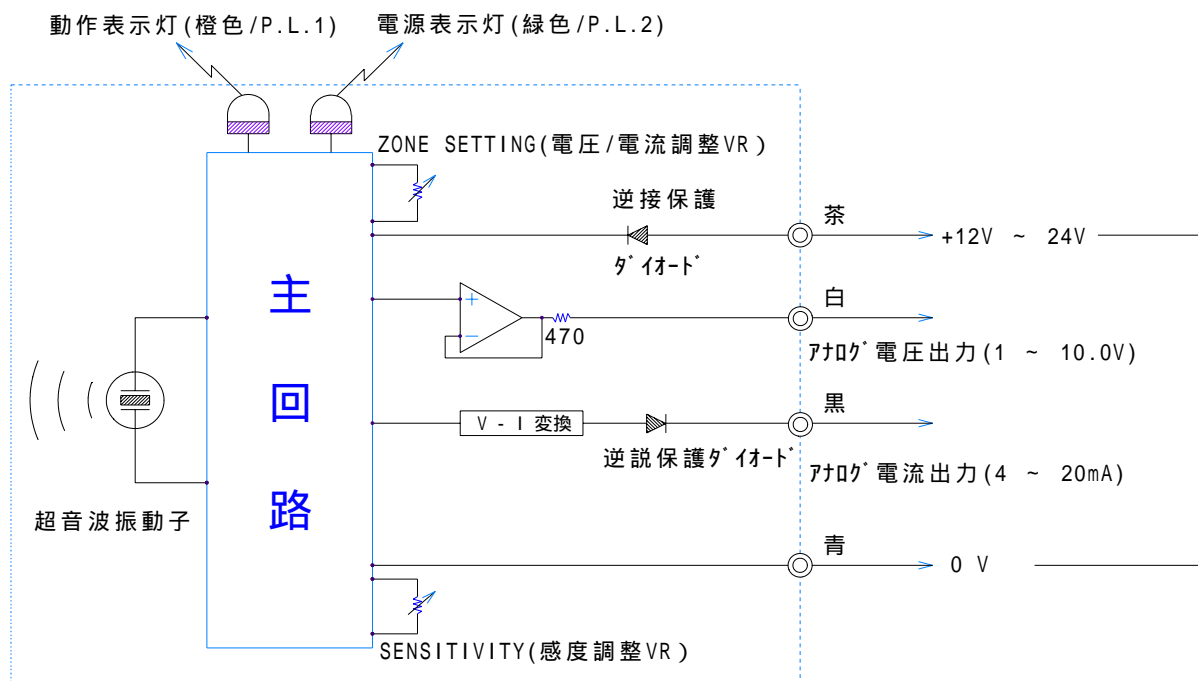 動作表示灯(橙色/P.L.1)
電源表示灯(緑色/P.L.2)
ZONE SETTING(電圧/電流調整VR)
逆接保護
ﾀﾞｲｵｰﾄﾞ
茶
+12V ~ 24V
主
回
路
+
-
470
白
ｱﾅﾛｸﾞ電圧出力(1 ~ 10.0V)
V - I 変換
逆説保護ﾀﾞｲｵｰﾄﾞ
黒
ｱﾅﾛｸﾞ電流出力(4 ~ 20mA)
超音波振動子
青
0 V
SENSITIVITY(感度調整VR)